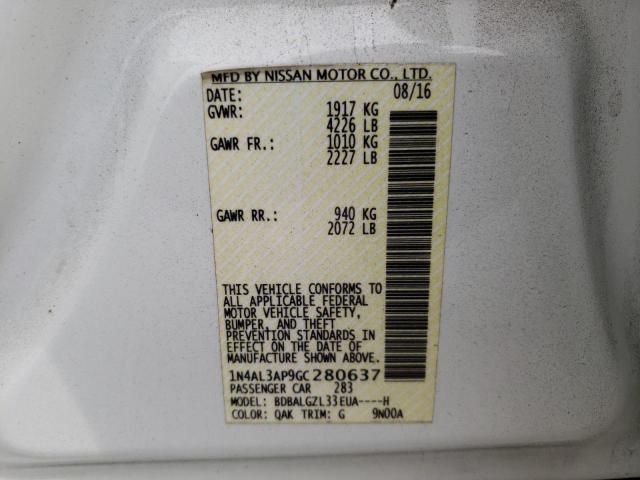 MFD BY NISSAN MOTOR CO., LTD.
DATE: 08/16
GVWR: 1917 KG
4226 LB
GAWR FR.: 1010 KG
2227 LB
GAWR RR.: 940 KG
2072 LB
THIS VEHICLE CONFORMS TO
ALL APPLICABLE FEDERAL
MOTOR VEHICLE SAFETY,
BUMPER, AND THEFT
PREVENTION STANDARDS IN
EFFECT ON THE DATE OF
MANUFACTURE SHOWN ABOVE.
1N4AL3AP9GC280637
PASSENGER CAR 283
MODEL: BDBALGZL33EUA----H
COLOR: QAK TRIM: G 9N00A